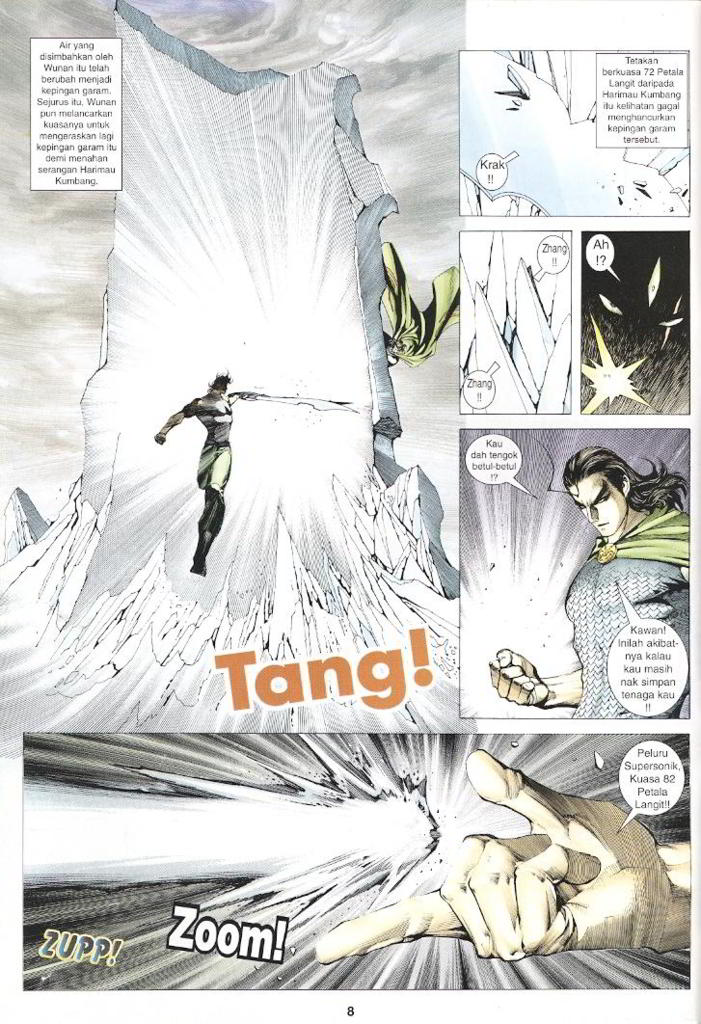 Air yang
disimbahkan oleh
Wunan itu telah
berubah menjadi
kepingan garam.
Sejurus itu, Wunan
pun melancarkan
kuasanya untuk
mengeraskan lagi
kepingan garam itu
demi menahan
serangan Harimau
Kumbang.
Tang!
Tetakan
berkuasa 72 Petala
Langit daripada
Harimau Kumbang
itu kelihatan gagal
menghancurkan
kepingan garam
tersebut.
Krak
!!
Zhang
!!
Zhang
!!
Ah
!?
Kau
dah tengok
betul-betul
!?
Kawan!
Inilah akibat-
nya kalau
kau masih
nak simpan
tenaga kau
!!
Peluru
Supersonik,
Kuasa 82
Petala
Langit!!
Zoom!
ZUPP!
8